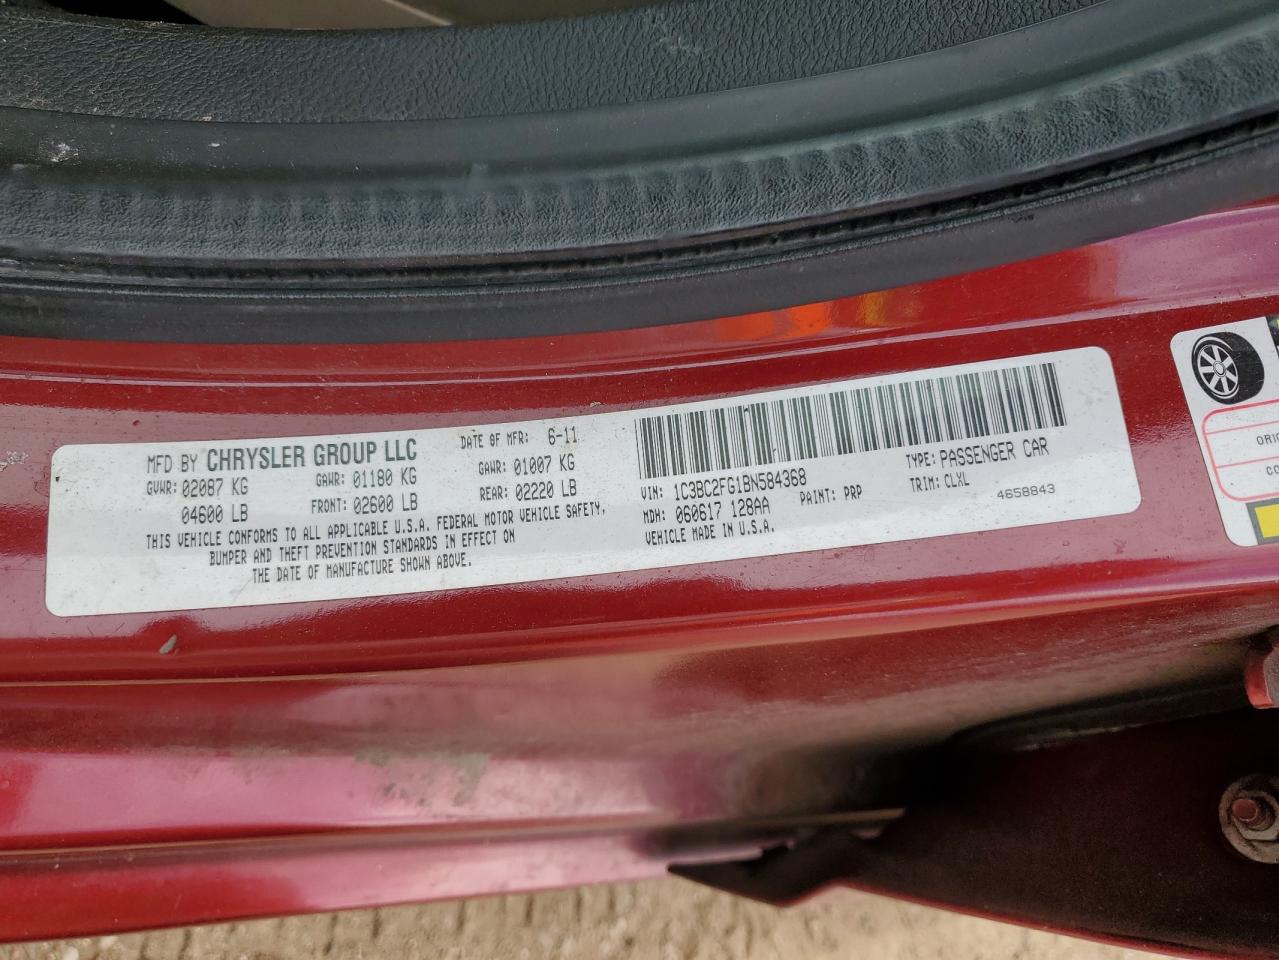 MFD BY CHRYSLER GROUP LLC DATE OF MFR: 6-11
GVWR: 02087 KG GAWR: 01180 KG GAWR: 01007 KG
04600 LB FRONT: 02600 LB REAR: 02220 LB
THIS VEHICLE CONFORMS TO ALL APPLICABLE U.S.A. FEDERAL MOTOR VEHICLE SAFETY,
BUMPER AND THEFT PREVENTION STANDARDS IN EFFECT ON
THE DATE OF MANUFACTURE SHOWN ABOVE.
VIN: 1C3BC2FG1BN584368 TYPE: PASSENGER CAR
MDH: 060617 128AA PAINT: PRP TRIM: CLXL
VEHICLE MADE IN U.S.A. 4658843
ORIG